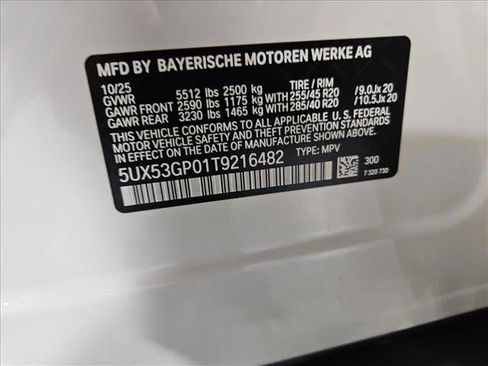 MFD BY BAYERISCHE MOTOREN WERKE AG
10/25
GVWR 5512 lbs 2500 kg TIRE / RIM
GAWR FRONT 2590 lbs 1175 kg WITH 255/45 R20 /9.0Jx 20
GAWR REAR 3230 lbs 1465 kg WITH 285/40 R20 /10.5Jx 20
THIS VEHICLE CONFORMS TO ALL APPLICABLE U.S. FEDERAL
MOTOR VEHICLE SAFETY STANDARDS IN EFFECT ON THE
DATE OF MANUFACTURE SHOWN ABOVE.
5UX53GP01T9216482 TYPE: MPV
300
7 320 730